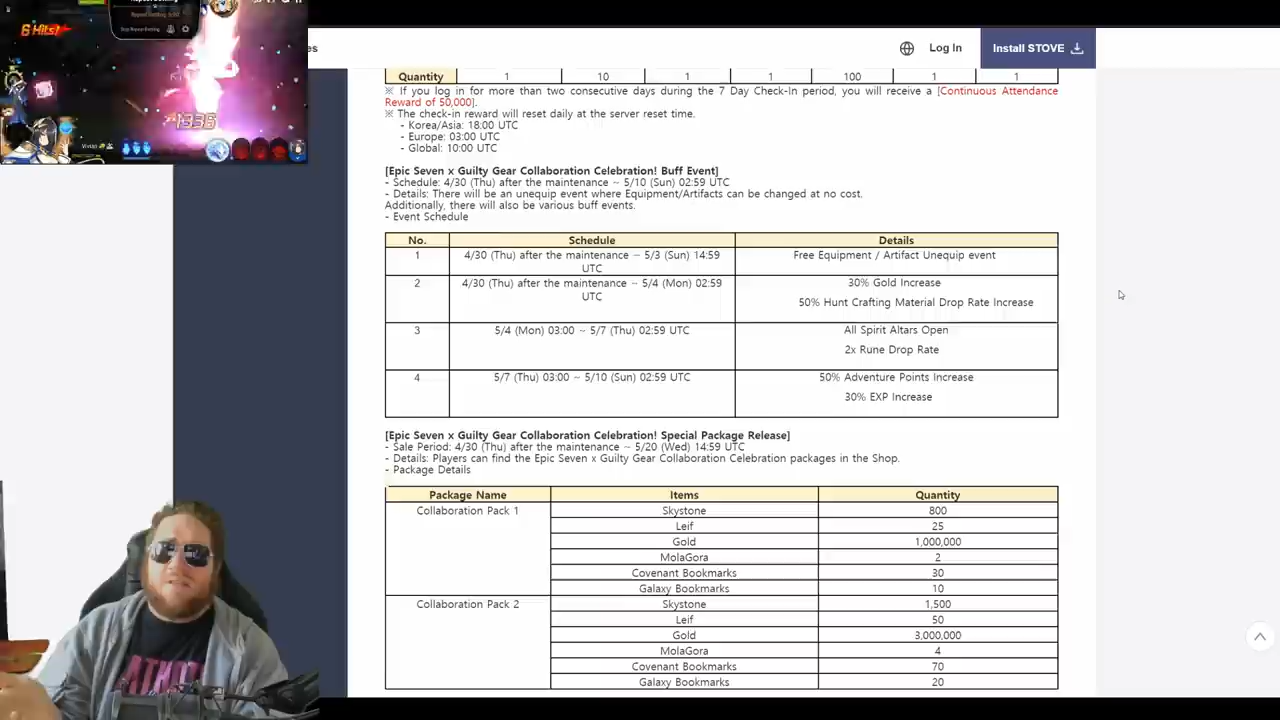 6 Hits!
1336
es
Log In
Install STOVE
Quantity 1 10 1 1 100 1 1
※ If you log in for more than two consecutive days during the 7 Day Check-In period, you will receive a [Continuous Attendance
Reward of 50,000].
※ The check-in reward will reset daily at the server reset time.
- Korea/Asia: 18:00 UTC
- Europe: 03:00 UTC
- Global: 10:00 UTC
[Epic Seven x Guilty Gear Collaboration Celebration! Buff Event]
- Schedule: 4/30 (Thu) after the maintenance ~ 5/10 (Sun) 02:59 UTC
- Details: There will be an unequip event where Equipment/Artifacts can be changed at no cost.
Additionally, there will also be various buff events.
- Event Schedule
No. Schedule Details
1 4/30 (Thu) after the maintenance ~ 5/3 (Sun) 14:59 Free Equipment / Artifact Unequip event
UTC
2 4/30 (Thu) after the maintenance ~ 5/4 (Mon) 02:59 30% Gold Increase
UTC
50% Hunt Crafting Material Drop Rate Increase
3 5/4 (Mon) 03:00 ~ 5/7 (Thu) 02:59 UTC All Spirit Altars Open
2x Rune Drop Rate
4 5/7 (Thu) 03:00 ~ 5/10 (Sun) 02:59 UTC 50% Adventure Points Increase
30% EXP Increase
[Epic Seven x Guilty Gear Collaboration Celebration! Special Package Release]
- Sale Period: 4/30 (Thu) after the maintenance ~ 5/20 (Wed) 14:59 UTC
- Details: Players can find the Epic Seven x Guilty Gear Collaboration Celebration packages in the Shop.
- Package Details
Package Name Items Quantity
Collaboration Pack 1 Skystone 800
Leif 25
Gold 1,000,000
MolaGora 2
Covenant Bookmarks 30
Galaxy Bookmarks 10
Collaboration Pack 2 Skystone 1,500
Leif 50
Gold 3,000,000
MolaGora 4
Covenant Bookmarks 70
Galaxy Bookmarks 20